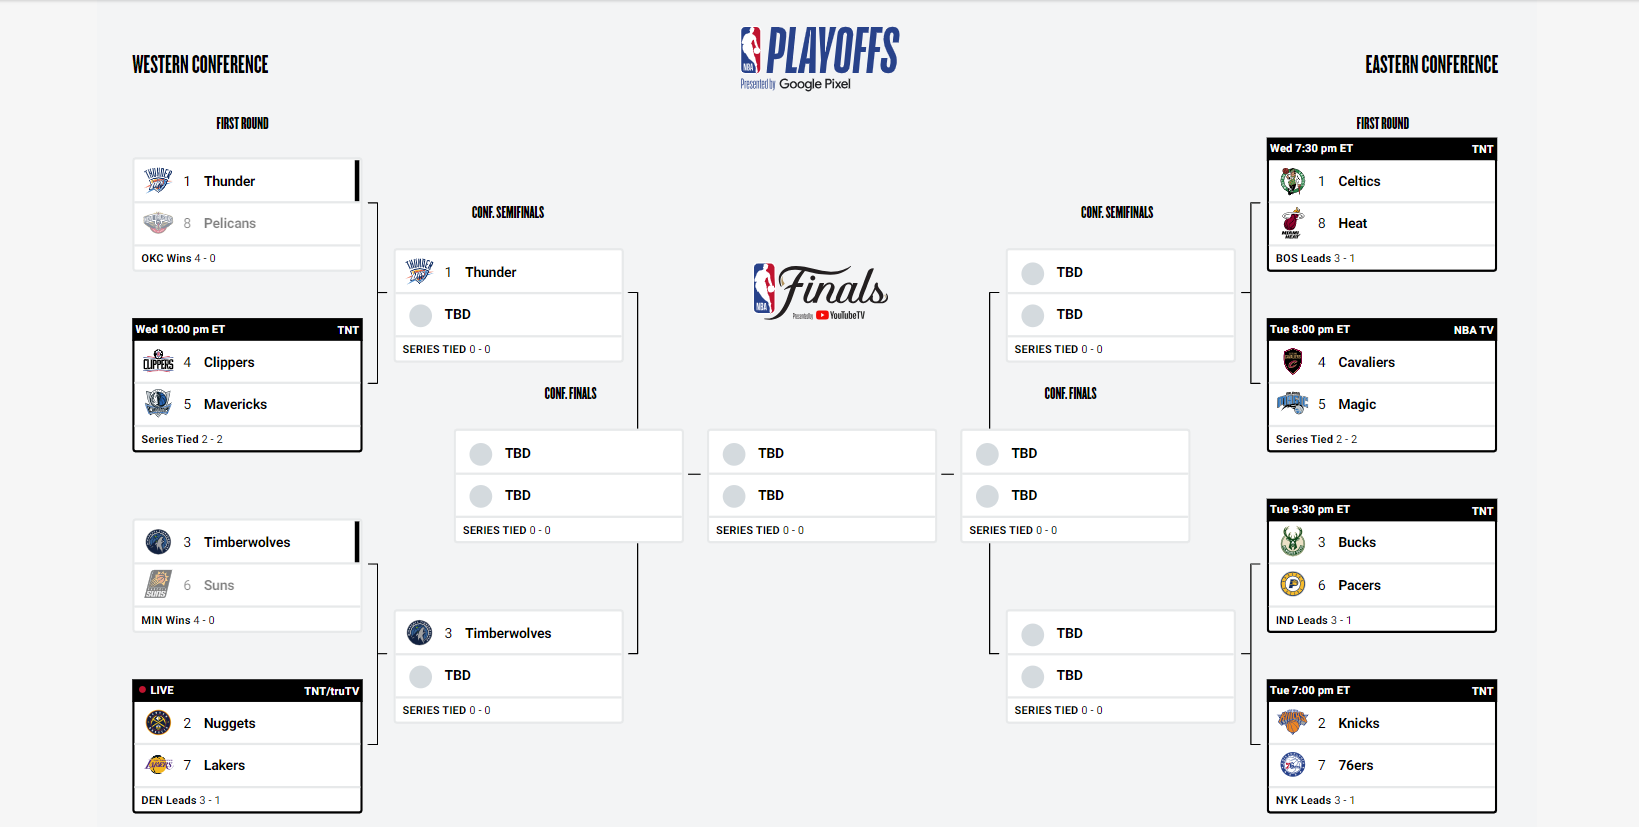 NBA PLAYOFFS
Presented by Google Pixel
WESTERN CONFERENCE
EASTERN CONFERENCE
FIRST ROUND
1 Thunder
8 Pelicans
OKC Wins 4 - 0
Wed 10:00 pm ET TNT
4 Clippers
5 Mavericks
Series Tied 2 - 2
3 Timberwolves
6 Suns
MIN Wins 4 - 0
LIVE TNT/truTV
2 Nuggets
7 Lakers
DEN Leads 3 - 1
CONF. SEMIFINALS
1 Thunder
TBD
SERIES TIED 0 - 0
3 Timberwolves
TBD
SERIES TIED 0 - 0
CONF. FINALS
TBD
TBD
SERIES TIED 0 - 0
NBA Finals
Presented by YouTubeTV
TBD
TBD
SERIES TIED 0 - 0
CONF. FINALS
TBD
TBD
SERIES TIED 0 - 0
CONF. SEMIFINALS
TBD
TBD
SERIES TIED 0 - 0
TBD
TBD
SERIES TIED 0 - 0
FIRST ROUND
Wed 7:30 pm ET TNT
1 Celtics
8 Heat
BOS Leads 3 - 1
Tue 8:00 pm ET NBA TV
4 Cavaliers
5 Magic
Series Tied 2 - 2
Tue 9:30 pm ET TNT
3 Bucks
6 Pacers
IND Leads 3 - 1
Tue 7:00 pm ET TNT
2 Knicks
7 76ers
NYK Leads 3 - 1